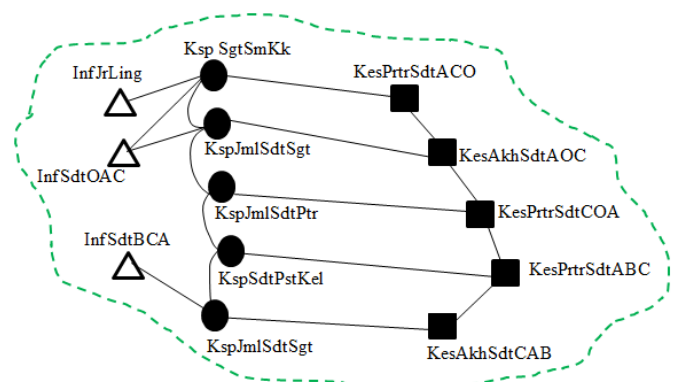 Ksp SgtSmKk
InfJrLing
KesPrtrSdtACO
KspJmlSdtSgt
KesAkhSdtAOC
InfSdtOAC
KspJmlSdtPtr
KesPrtrSdtCOA
InfSdtBCA
KspSdtPstKel
KesPrtrSdtABC
KspJmlSdtSgt
KesAkhSdtCAB